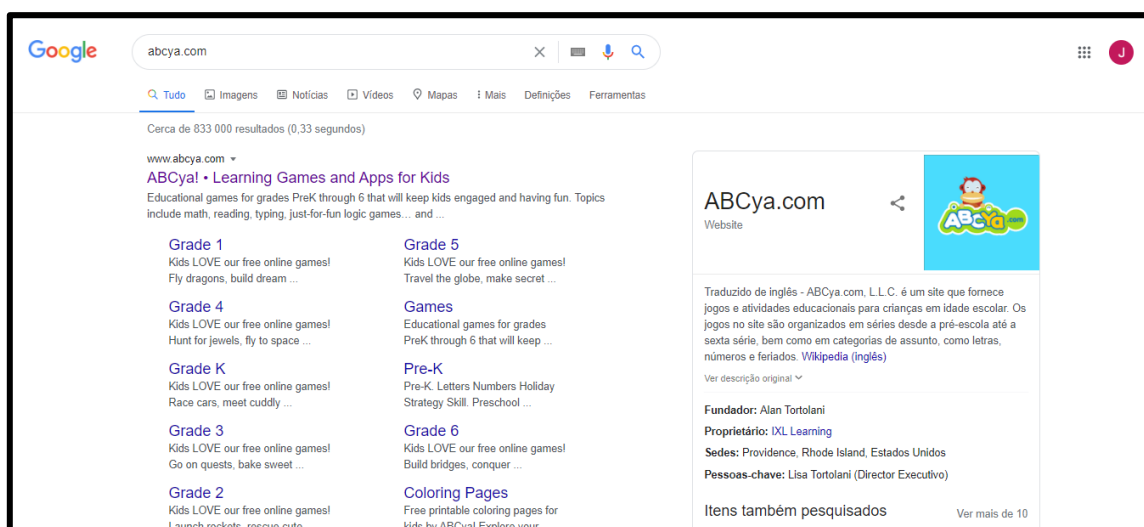 Google
abcya.com
J
Tudo Imagens Notícias Vídeos Mapas Mais Definições Ferramentas
Cerca de 833 000 resultados (0,33 segundos)
www.abcya.com
ABCya! • Learning Games and Apps for Kids
Educational games for grades PreK through 6 that will keep kids engaged and having fun. Topics
include math, reading, typing, just-for-fun logic games... and ...
Grade 1
Kids LOVE our free online games!
Fly dragons, build dream ...
Grade 5
Kids LOVE our free online games!
Travel the globe, make secret ...
Grade 4
Kids LOVE our free online games!
Hunt for jewels, fly to space ...
Games
Educational games for grades
PreK through 6 that will keep ...
Grade K
Kids LOVE our free online games!
Race cars, meet cuddly ...
Pre-K
Pre-K. Letters Numbers Holiday
Strategy Skill. Preschool ...
Grade 3
Kids LOVE our free online games!
Go on quests, bake sweet ...
Grade 6
Kids LOVE our free online games!
Build bridges, conquer ...
Grade 2
Kids LOVE our free online games!
Launch rockets, rescue cute
Coloring Pages
Free printable coloring pages for
kids by ABCya! Explore your
ABCya.com
Website
ABCYa.com
Traduzido de inglês - ABCya.com, L.L.C. é um site que fornece
jogos e atividades educacionais para crianças em idade escolar. Os
jogos no site são organizados em séries desde a pré-escola até a
sexta série, bem como em categorias de assunto, como letras,
números e feriados. Wikipedia (inglês)
Ver descrição original
Fundador: Alan Tortolani
Proprietário: IXL Learning
Sedes: Providence, Rhode Island, Estados Unidos
Pessoas-chave: Lisa Tortolani (Director Executivo)
Itens também pesquisados
Ver mais de 10